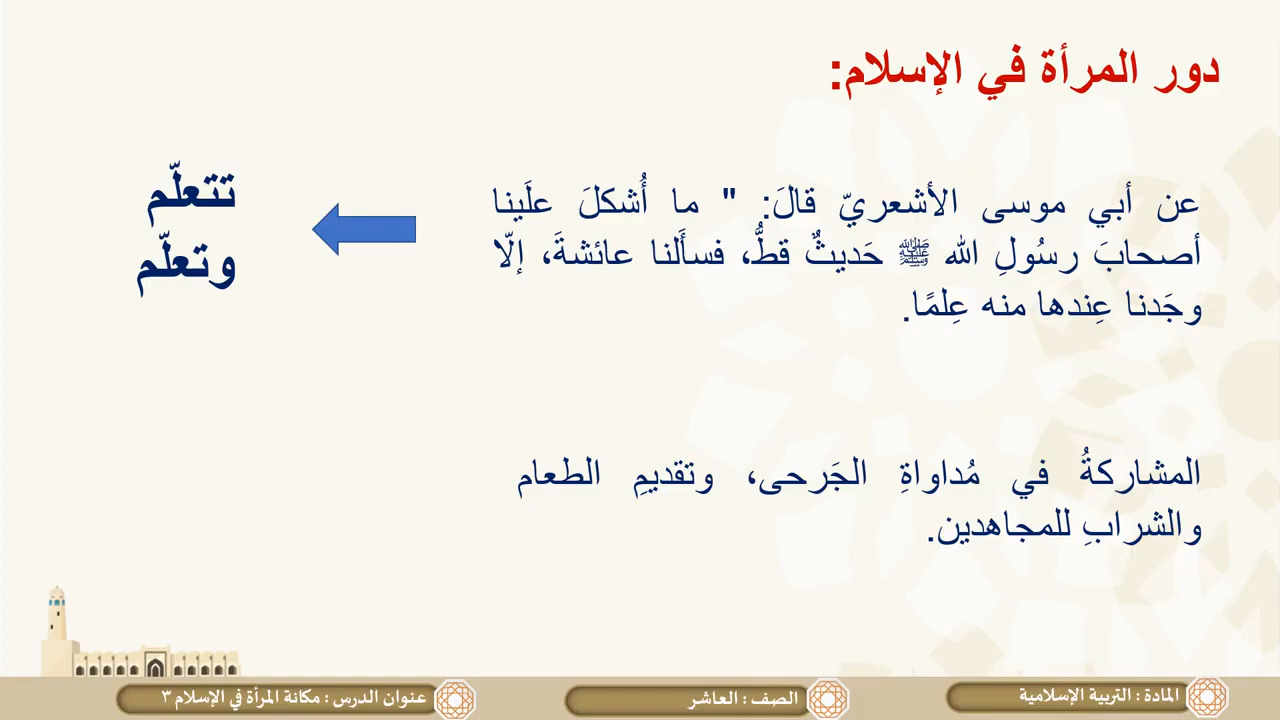 دور المرأة في الإسلام:
عن أبي موسى الأشعريّ قالَ: " ما أُشكلَ علَينا
أصحابَ رسُولِ الله ﷺ حَديثٌ قطُّ، فسأَلنا عائشةَ، إلّا
وجَدنا عِندها منه عِلمًا.
تتعلّم
وتعلّم
المشاركةُ في مُداواةِ الجَرحى، وتقديمِ الطعام
والشرابِ للمجاهدين.
المادة : التربية الإسلامية
الصف : العاشر
عنوان الدرس : مكانة المرأة في الإسلام ٣